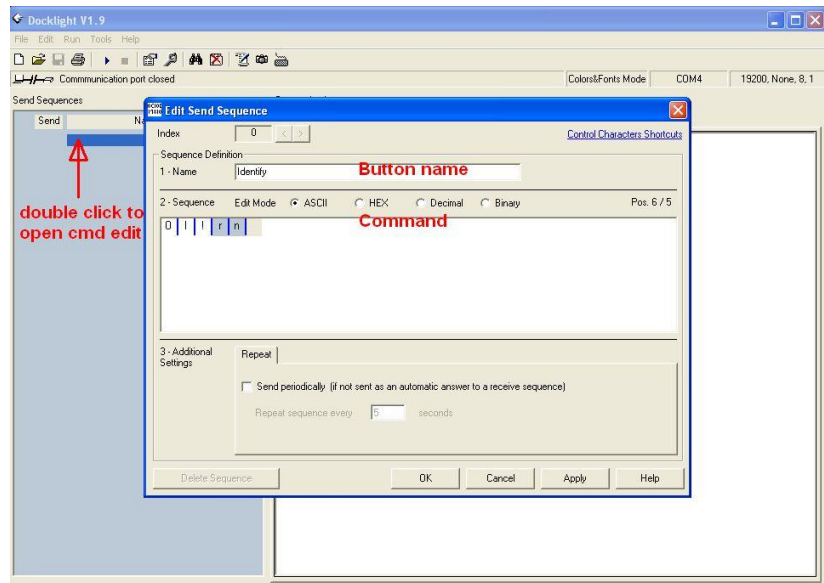 Docklight V1.9
File Edit Run Tools Help
Commmunication port closed
Colors&Fonts Mode
COM4
19200, None, 8, 1
Send Sequences
Send
Edit Send Sequence
Index
0
< >
Control Characters Shortcuts
Sequence Definition
1 - Name
Identify
Button name
2 - Sequence
Edit Mode
ASCII
HEX
Decimal
Binary
Pos. 6 / 5
Command
r n
double click to
open cmd edit
3 - Additional
Settings
Repeat
Send periodically (if not sent as an automatic answer to a receive sequence)
Repeat sequence every
5
seconds
Delete Sequence
OK
Cancel
Apply
Help